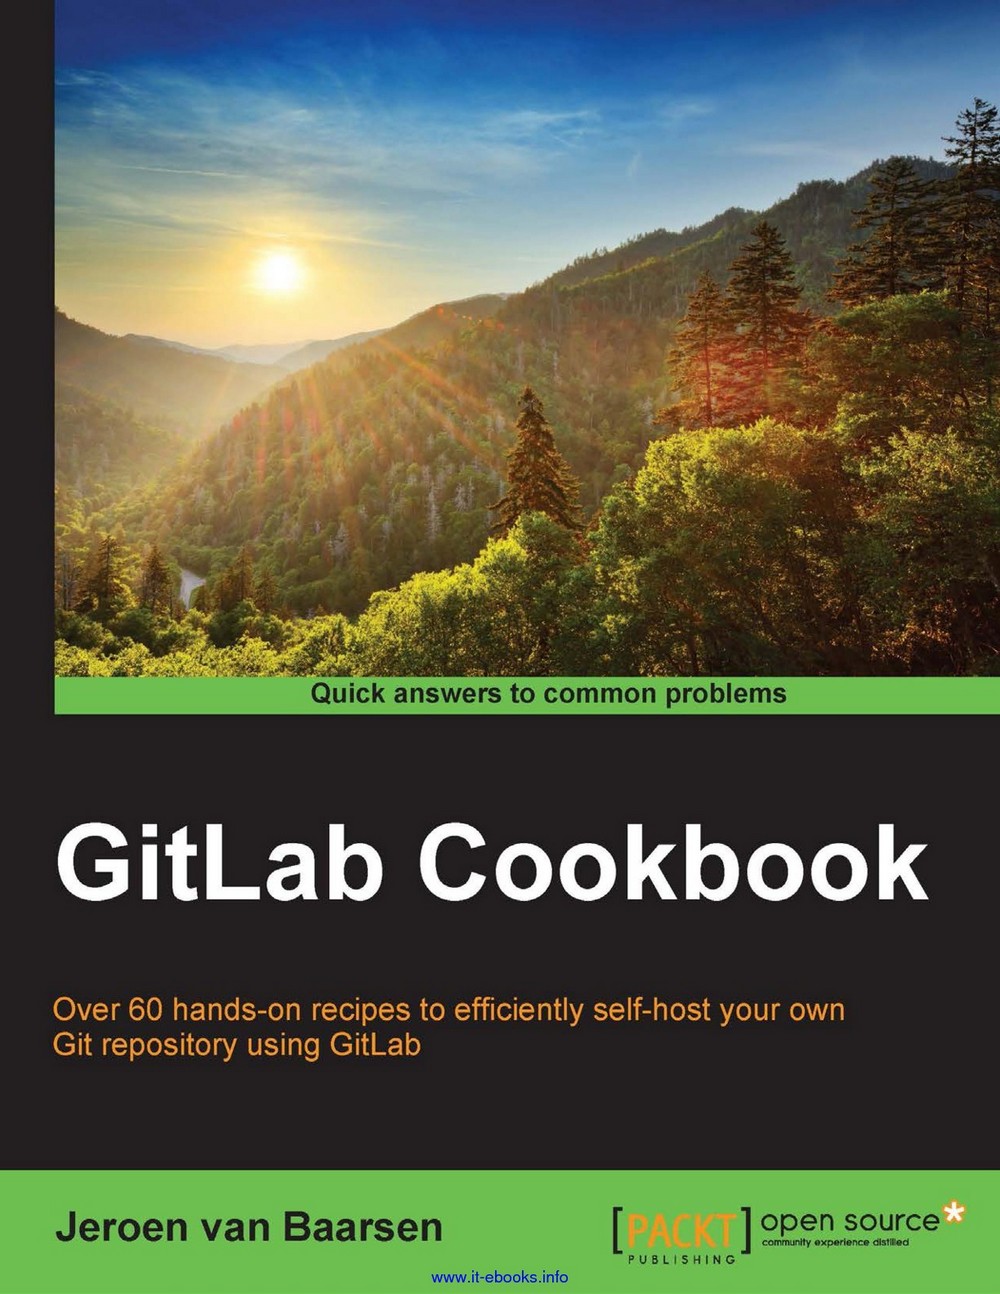 Quick answers to common problems
GitLab Cookbook
Over 60 hands-on recipes to efficiently self-host your own
Git repository using GitLab
Jeroen van Baarsen
[PACKT]
PUBLISHING
open source*
community experience distilled
www.it-ebooks.info